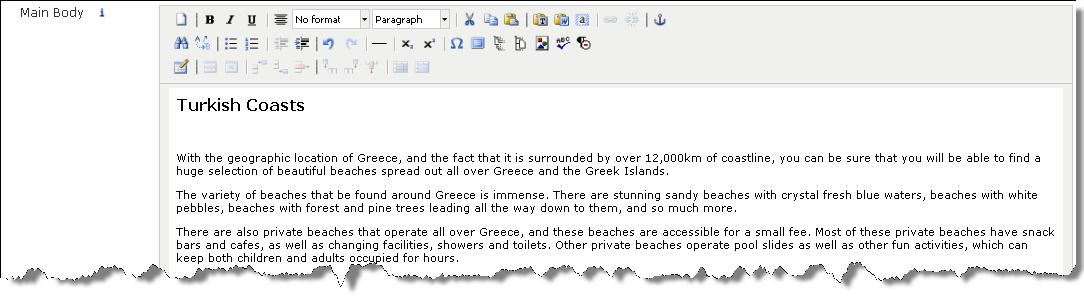 Main Body i
B I U No format Paragraph
ABC
Turkish Coasts
With the geographic location of Greece, and the fact that it is surrounded by over 12,000km of coastline, you can be sure that you will be able to find a
huge selection of beautiful beaches spread out all over Greece and the Greek Islands.
The variety of beaches that be found around Greece is immense. There are stunning sandy beaches with crystal fresh blue waters, beaches with white
pebbles, beaches with forest and pine trees leading all the way down to them, and so much more.
There are also private beaches that operate all over Greece, and these beaches are accessible for a small fee. Most of these private beaches have snack
bars and cafes, as well as changing facilities, showers and toilets. Other private beaches operate pool slides as well as other fun activities, which can
keep both children and adults occupied for hours.